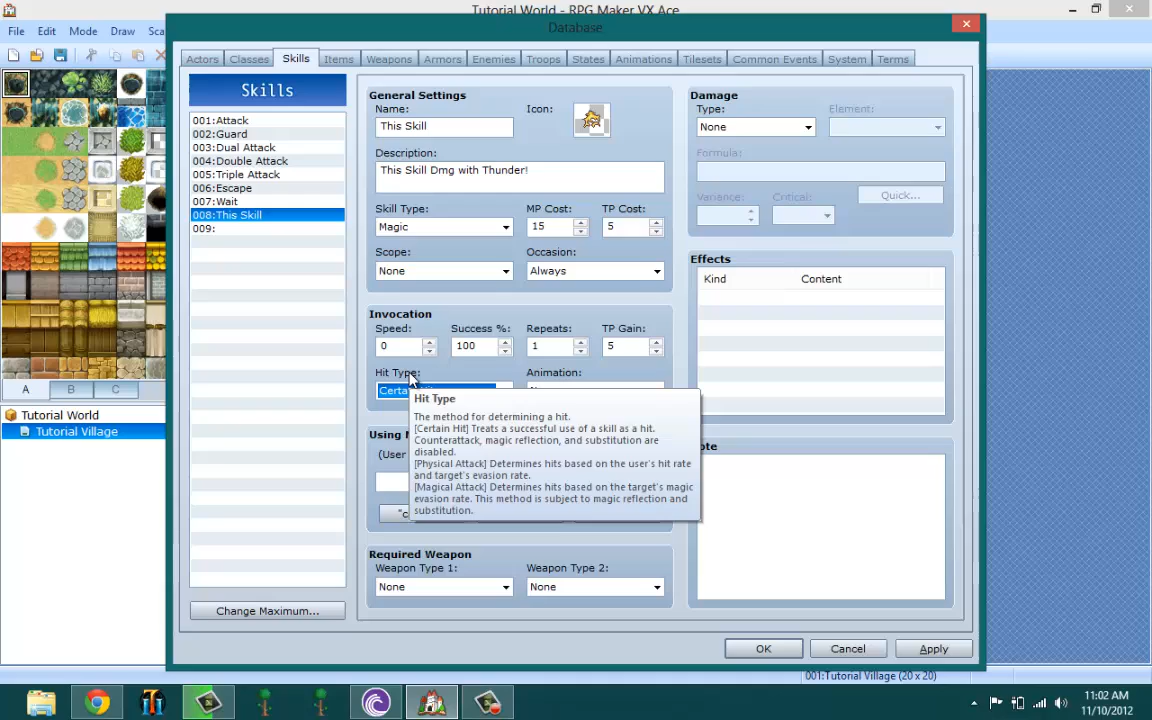 Tutorial World - RPG Maker VX Ace
Database
File Edit Mode Draw Sca
Actors Classes Skills Items Weapons Armors Enemies Troops States Animations Tilesets Common Events System Terms
Skills
001:Attack
002:Guard
003:Dual Attack
004:Double Attack
005:Triple Attack
006:Escape
007:Wait
008:This Skill
009:
Change Maximum...
General Settings
Name: Icon:
This Skill
Description:
This Skill Dmg with Thunder!
Skill Type: MP Cost: TP Cost:
Magic 15 5
Scope: Occasion:
None Always
Invocation
Speed: Success %: Repeats: TP Gain:
0 100 1 5
Hit Type: Animation:
Hit Type
The method for determining a hit.
[Certain Hit] Treats a successful use of a skill as a hit.
Counterattack, magic reflection, and substitution are
disabled.
[Physical Attack] Determines hits based on the user's hit rate
and target's evasion rate.
[Magical Attack] Determines hits based on the target's magic
evasion rate. This method is subject to magic reflection and
substitution.
(User
Required Weapon
Weapon Type 1: Weapon Type 2:
None None
Damage
Type: Element:
None
Formula:
Variance: Critical: Quick...
Effects
Kind Content
OK Cancel Apply
A B C
Tutorial World
Tutorial Village
001:Tutorial Village (20 x 20)
11:02 AM
11/10/2012